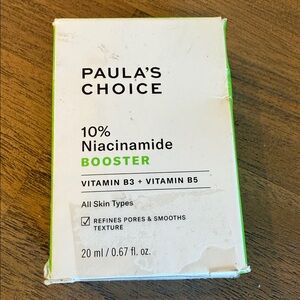 PAULA'S
CHOICE
10%
Niacinamide
BOOSTER
VITAMIN B3 + VITAMIN B5
All Skin Types
REFINES PORES & SMOOTHS
TEXTURE
20 ml / 0.67 fl. oz.